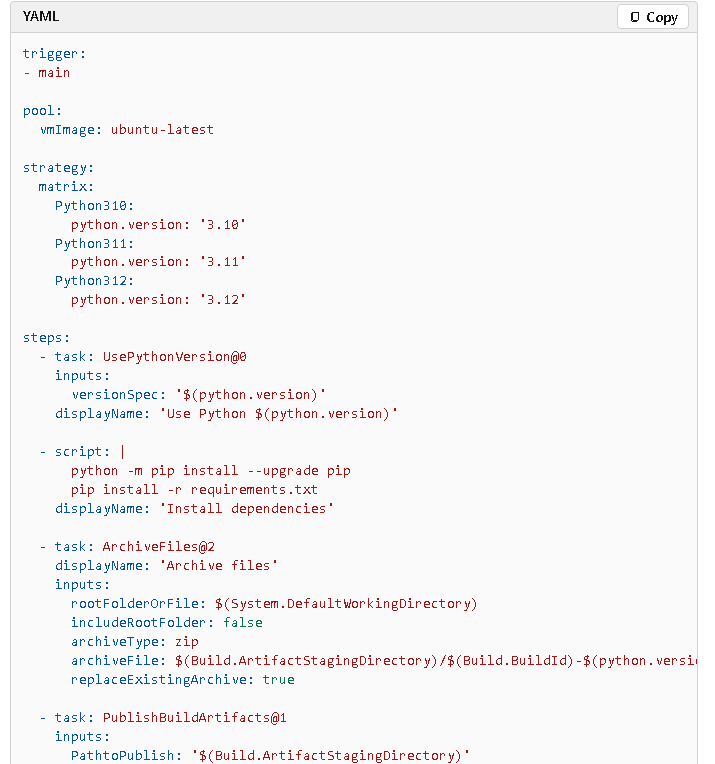 YAML
Copy
trigger:
- main
pool:
  vmImage: ubuntu-latest
strategy:
  matrix:
    Python310:
      python.version: '3.10'
    Python311:
      python.version: '3.11'
    Python312:
      python.version: '3.12'
steps:
  - task: UsePythonVersion@0
    inputs:
      versionSpec: '$(python.version)'
    displayName: 'Use Python $(python.version)'
  - script: |
      python -m pip install --upgrade pip
      pip install -r requirements.txt
    displayName: 'Install dependencies'
  - task: ArchiveFiles@2
    displayName: 'Archive files'
    inputs:
      rootFolderOrFile: $(System.DefaultWorkingDirectory)
      includeRootFolder: false
      archiveType: zip
      archiveFile: $(Build.ArtifactStagingDirectory)/$(Build.BuildId)-$(python.versi
      replaceExistingArchive: true
  - task: PublishBuildArtifacts@1
    inputs:
      PathtoPublish: '$(Build.ArtifactStagingDirectory)'